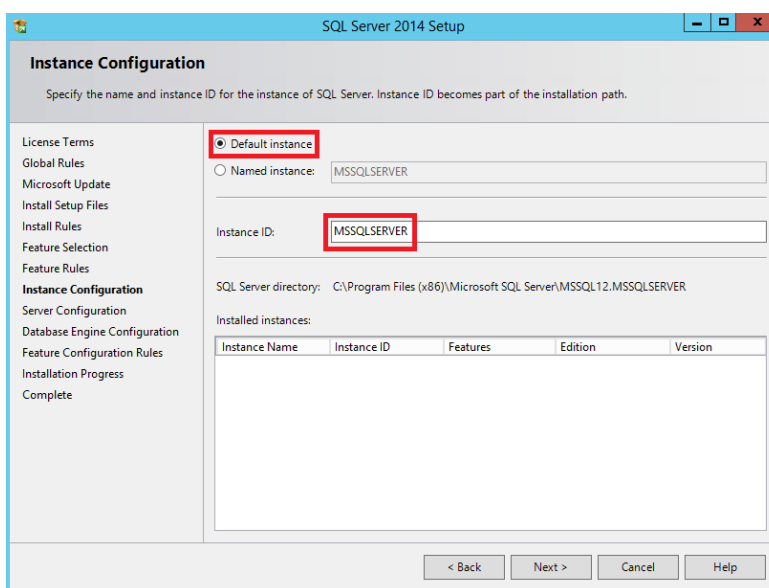 SQL Server 2014 Setup
Instance Configuration
Specify the name and instance ID for the instance of SQL Server. Instance ID becomes part of the installation path.
License Terms
Global Rules
Microsoft Update
Install Setup Files
Install Rules
Feature Selection
Feature Rules
Instance Configuration
Server Configuration
Database Engine Configuration
Feature Configuration Rules
Installation Progress
Complete
Default instance
Named instance: MSSQLSERVER
Instance ID: MSSQLSERVER
SQL Server directory: C:\Program Files (x86)\Microsoft SQL Server\MSSQL12.MSSQLSERVER
Installed instances:
Instance Name Instance ID Features Edition Version
< Back Next > Cancel Help